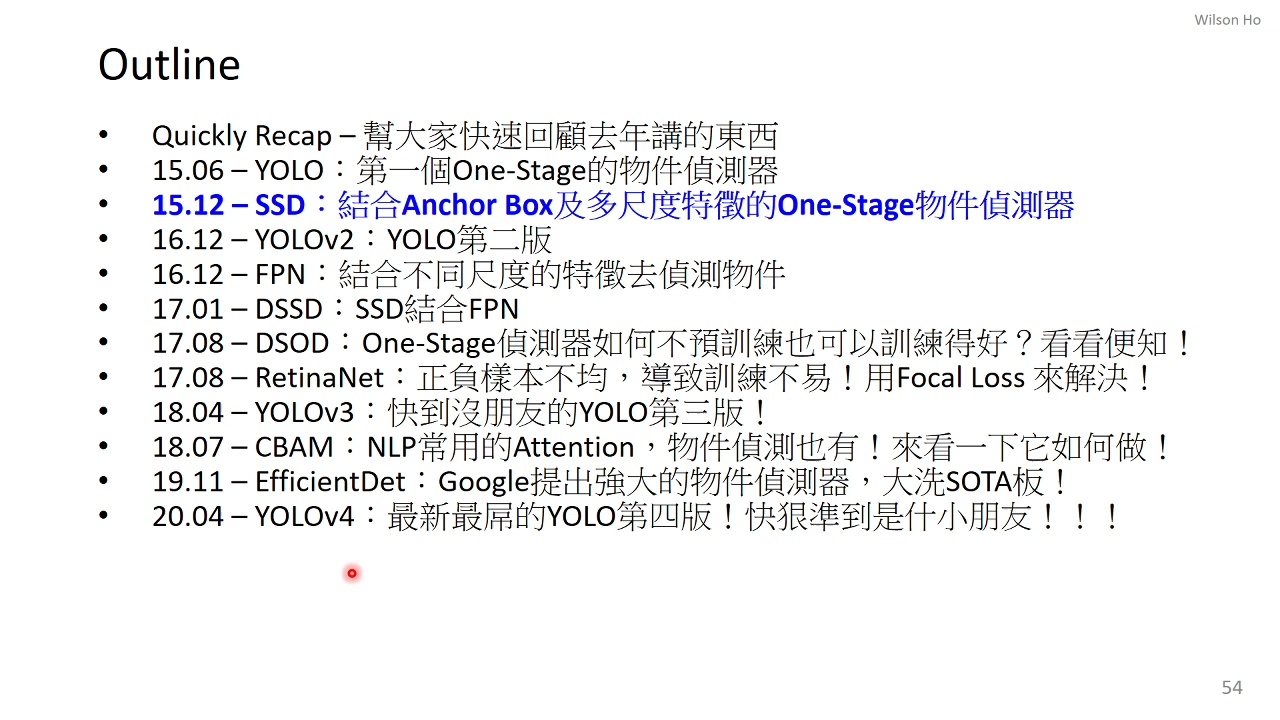 Wilson Ho
Outline
• Quickly Recap – 幫大家快速回顧去年講的東西
• 15.06 – YOLO：第一個One-Stage的物件偵測器
• 15.12 – SSD：結合Anchor Box及多尺度特徵的One-Stage物件偵測器
• 16.12 – YOLOv2：YOLO第二版
• 16.12 – FPN：結合不同尺度的特徵去偵測物件
• 17.01 – DSSD：SSD結合FPN
• 17.08 – DSOD：One-Stage偵測器如何不預訓練也可以訓練得好？看看便知！
• 17.08 – RetinaNet：正負樣本不均，導致訓練不易！用Focal Loss 來解決！
• 18.04 – YOLOv3：快到沒朋友的YOLO第三版！
• 18.07 – CBAM：NLP常用的Attention，物件偵測也有！來看一下它如何做！
• 19.11 – EfficientDet：Google提出強大的物件偵測器，大洗SOTA板！
• 20.04 – YOLOv4：最新最屌的YOLO第四版！快狠準到是什小朋友！！！
54